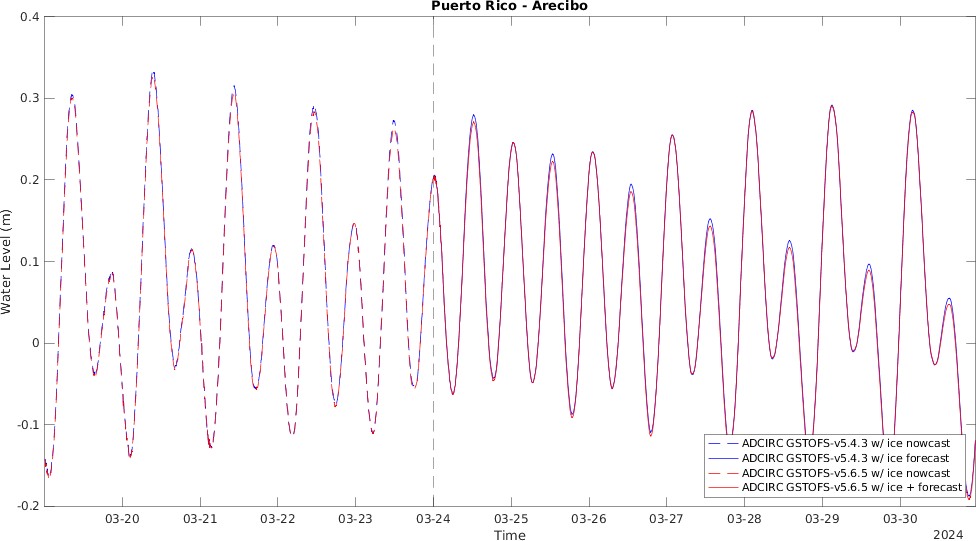 Puerto Rico - Arecibo
0.4
0.3
0.2
0.1
0
-0.1
-0.2
Water Level (m)
ADCIRC GSTOFS-v5.4.3 w/ ice nowcast
ADCIRC GSTOFS-v5.4.3 w/ ice forecast
ADCIRC GSTOFS-v5.6.5 w/ ice nowcast
ADCIRC GSTOFS-v5.6.5 w/ ice + forecast
03-20 03-21 03-22 03-23 03-24 03-25 03-26 03-27 03-28 03-29 03-30
Time
2024